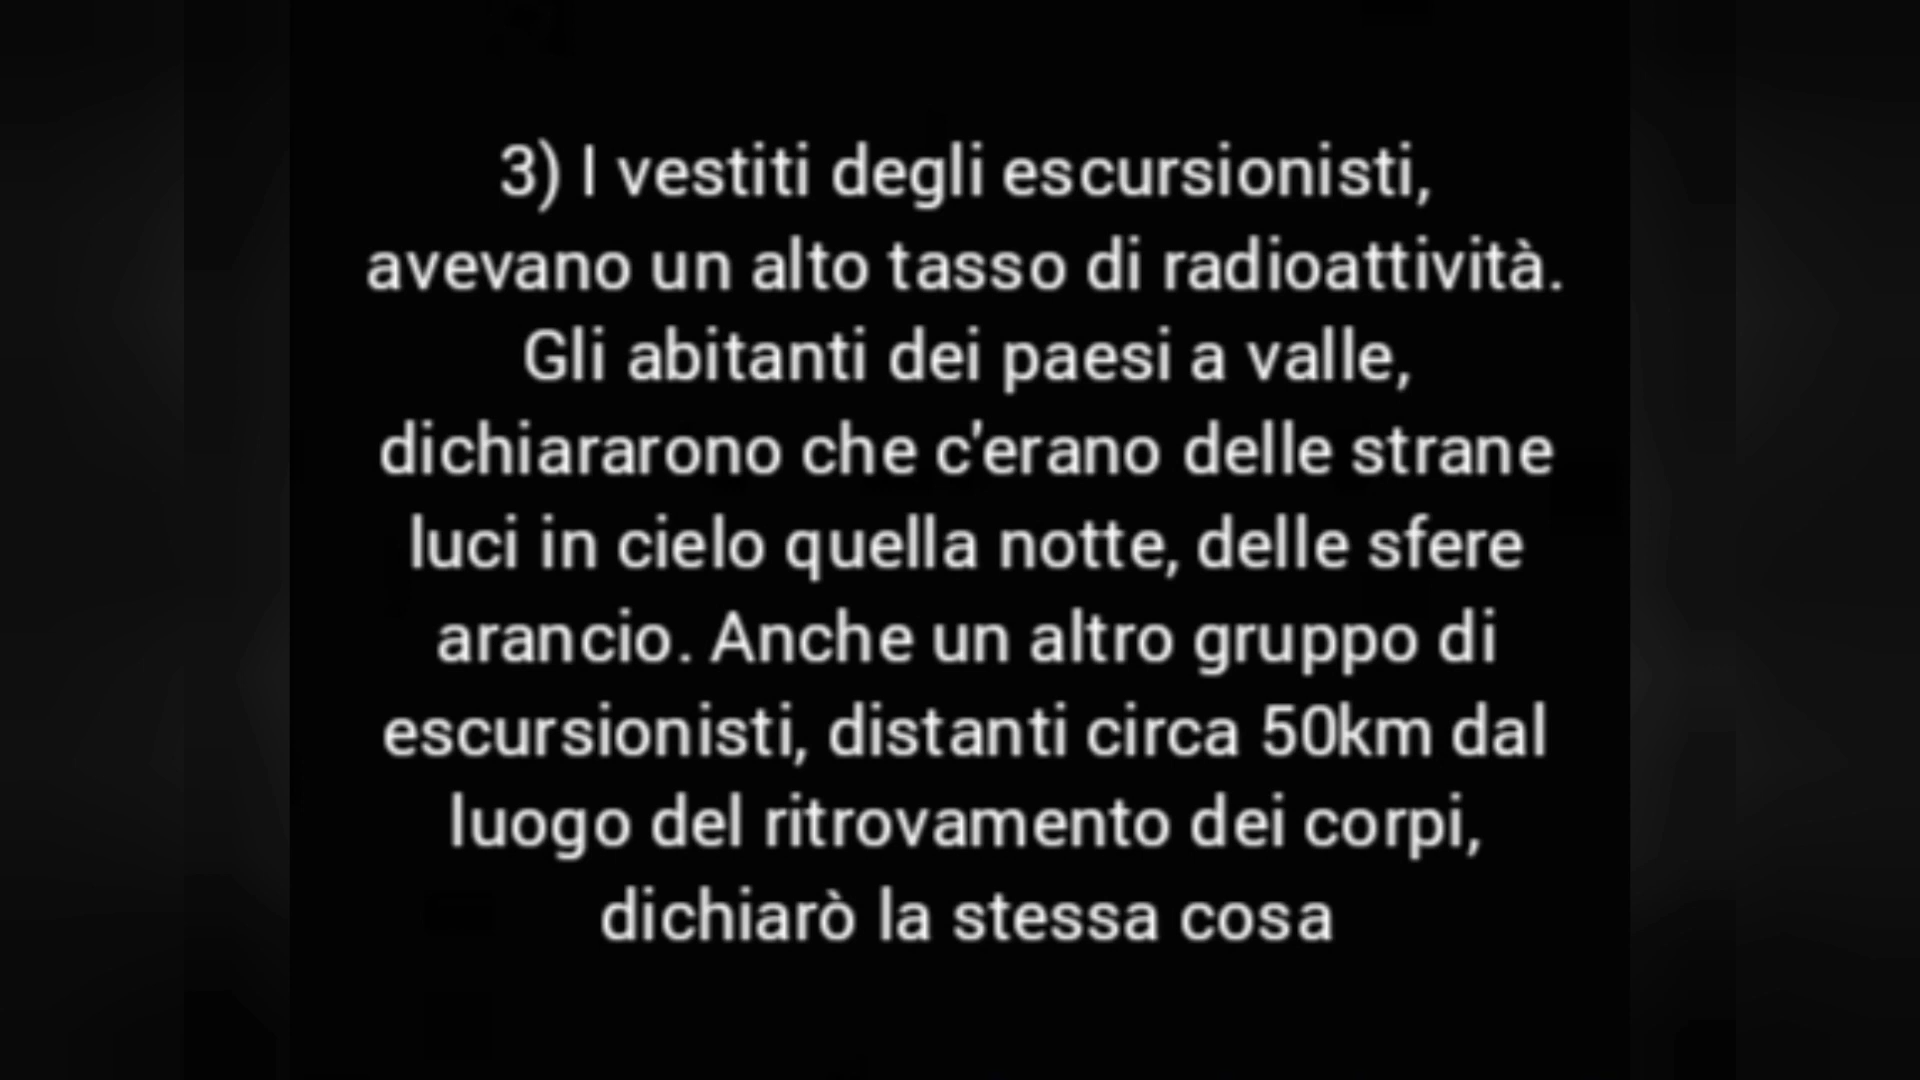 3) I vestiti degli escursionisti,
avevano un alto tasso di radioattività.
Gli abitanti dei paesi a valle,
dichiararono che c'erano delle strane
luci in cielo quella notte, delle sfere
arancio. Anche un altro gruppo di
escursionisti, distanti circa 50km dal
luogo del ritrovamento dei corpi,
dichiarò la stessa cosa